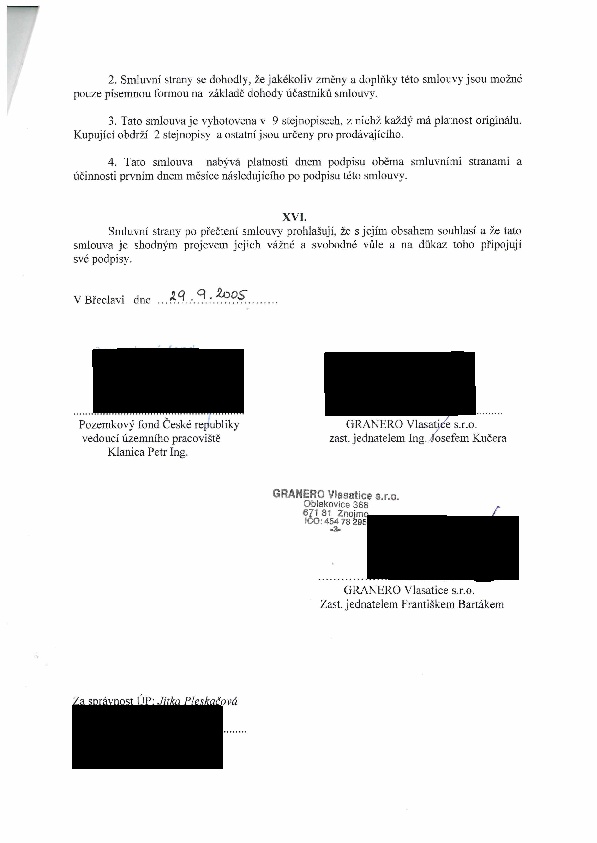 2. Smluvní strany se dohodly, že jakékoliv změny a doplňky této smlouvy jsou možné
pouze písemnou formou na základě dohody účastníků smlouvy.
3. Tato smlouva je vyhotovena v 9 stejnopisech, z nichž každý má platnost originálu.
Kupující obdrží 2 stejnopisy a ostatní jsou určeny pro prodávajícího.
4. Tato smlouva nabývá platnosti dnem podpisu oběma smluvními stranami a
účinnosti prvním dnem měsíce následujícího po podpisu této smlouvy.
XVI.
Smluvní strany po přečtení smlouvy prohlašují, že s jejím obsahem souhlasí a že tato
smlouva je shodným projevem jejich vážné a svobodné vůle a na důkaz toho připojují
své podpisy.
V Břeclavi dne 29.9.2005
Pozemkový fond České republiky
vedoucí územního pracoviště
Klanica Petr Ing.
GRANERO Vlasatice s.r.o.
zast. jednatelem Ing. Josefem Kučera
GRANERO Vlasatice s.r.o.
Oblekovice 368
671 81 Znojmo
IČO: 454 78 295
-3-
GRANERO Vlasatice s.r.o.
Zast. jednatelem Františkem Bartákem
Za správnost ÚP: Jitka Pleskačová